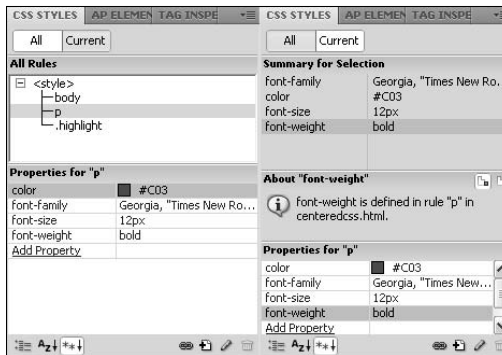 CSS STYLES AP ELEMEN TAG INSPE
All Current
All Rules
<style>
body
p
.highlight
Properties for "p"
color #C03
font-family Georgia, "Times New Ro...
font-size 12px
font-weight bold
Add Property
CSS STYLES AP ELEMEN TAG INSPE
All Current
Summary for Selection
font-family Georgia, "Times New Ro.
color #C03
font-size 12px
font-weight bold
About "font-weight"
font-weight is defined in rule "p" in
centeredcss.html.
Properties for "p"
color #C03
font-family Georgia, "Times New...
font-size 12px
font-weight bold
Add Property